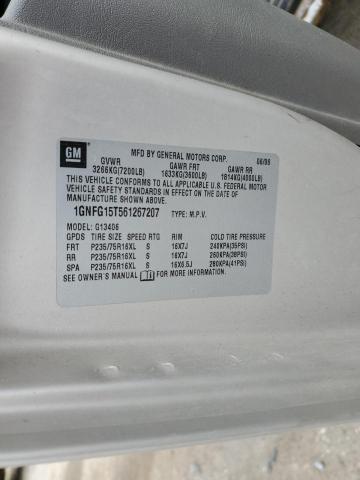 GM
MFD BY GENERAL MOTORS CORP. 06/06
GVWR GAWR FRT GAWR RR
3266KG(7200LB) 1633KG(3600LB) 1814KG(4000LB)
THIS VEHICLE CONFORMS TO ALL APPLICABLE U.S. FEDERAL MOTOR
VEHICLE SAFETY STANDARDS IN EFFECT ON THE DATE OF
MANUFACTURE SHOWN ABOVE.
1GNFG15T561267207 TYPE: M.P.V.
MODEL: G13406
GPDS TIRE SIZE SPEED RTG RIM COLD TIRE PRESSURE
FRT P235/75R16XL S 16X7J 240KPA(35PSI)
RR P235/75R16XL S 16X7J 260KPA(38PSI)
SPA P235/75R16XL S 16X6.5J 280KPA(41PSI)
SEE OWNER'S MANUAL FOR MORE INFORMATION.